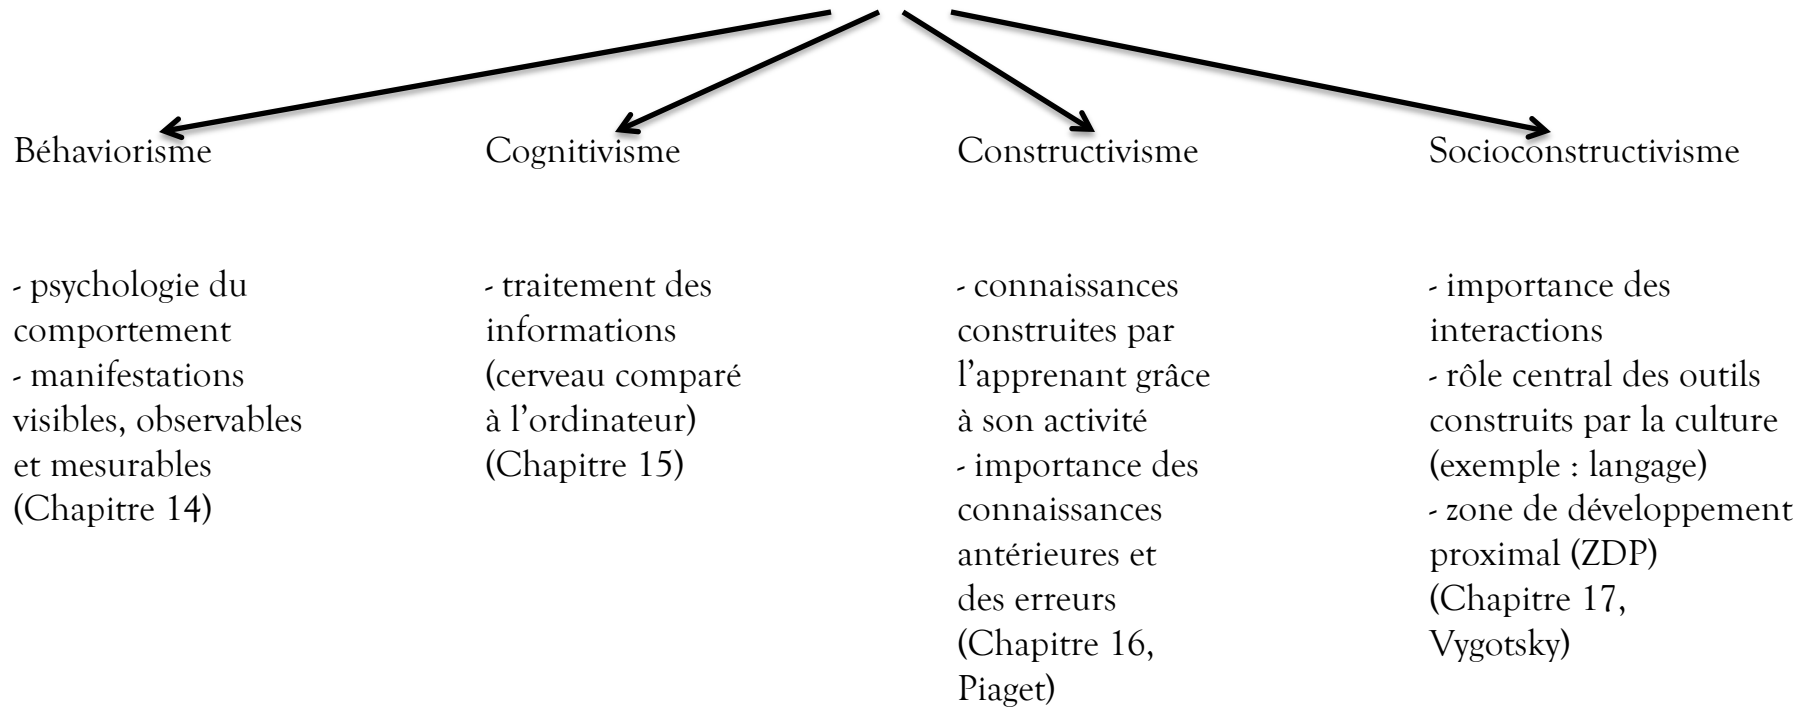 Béhaviorisme
- psychologie du
comportement
- manifestations
visibles, observables
et mesurables
(Chapitre 14)
Cognitivisme
- traitement des
informations
(cerveau comparé
à l’ordinateur)
(Chapitre 15)
Constructivisme
- connaissances
construites par
l’apprenant grâce
à son activité
- importance des
connaissances
antérieures et
des erreurs
(Chapitre 16,
Piaget)
Socioconstructivisme
- importance des
interactions
- rôle central des outils
construits par la culture
(exemple : langage)
- zone de développement
proximal (ZDP)
(Chapitre 17,
Vygotsky)